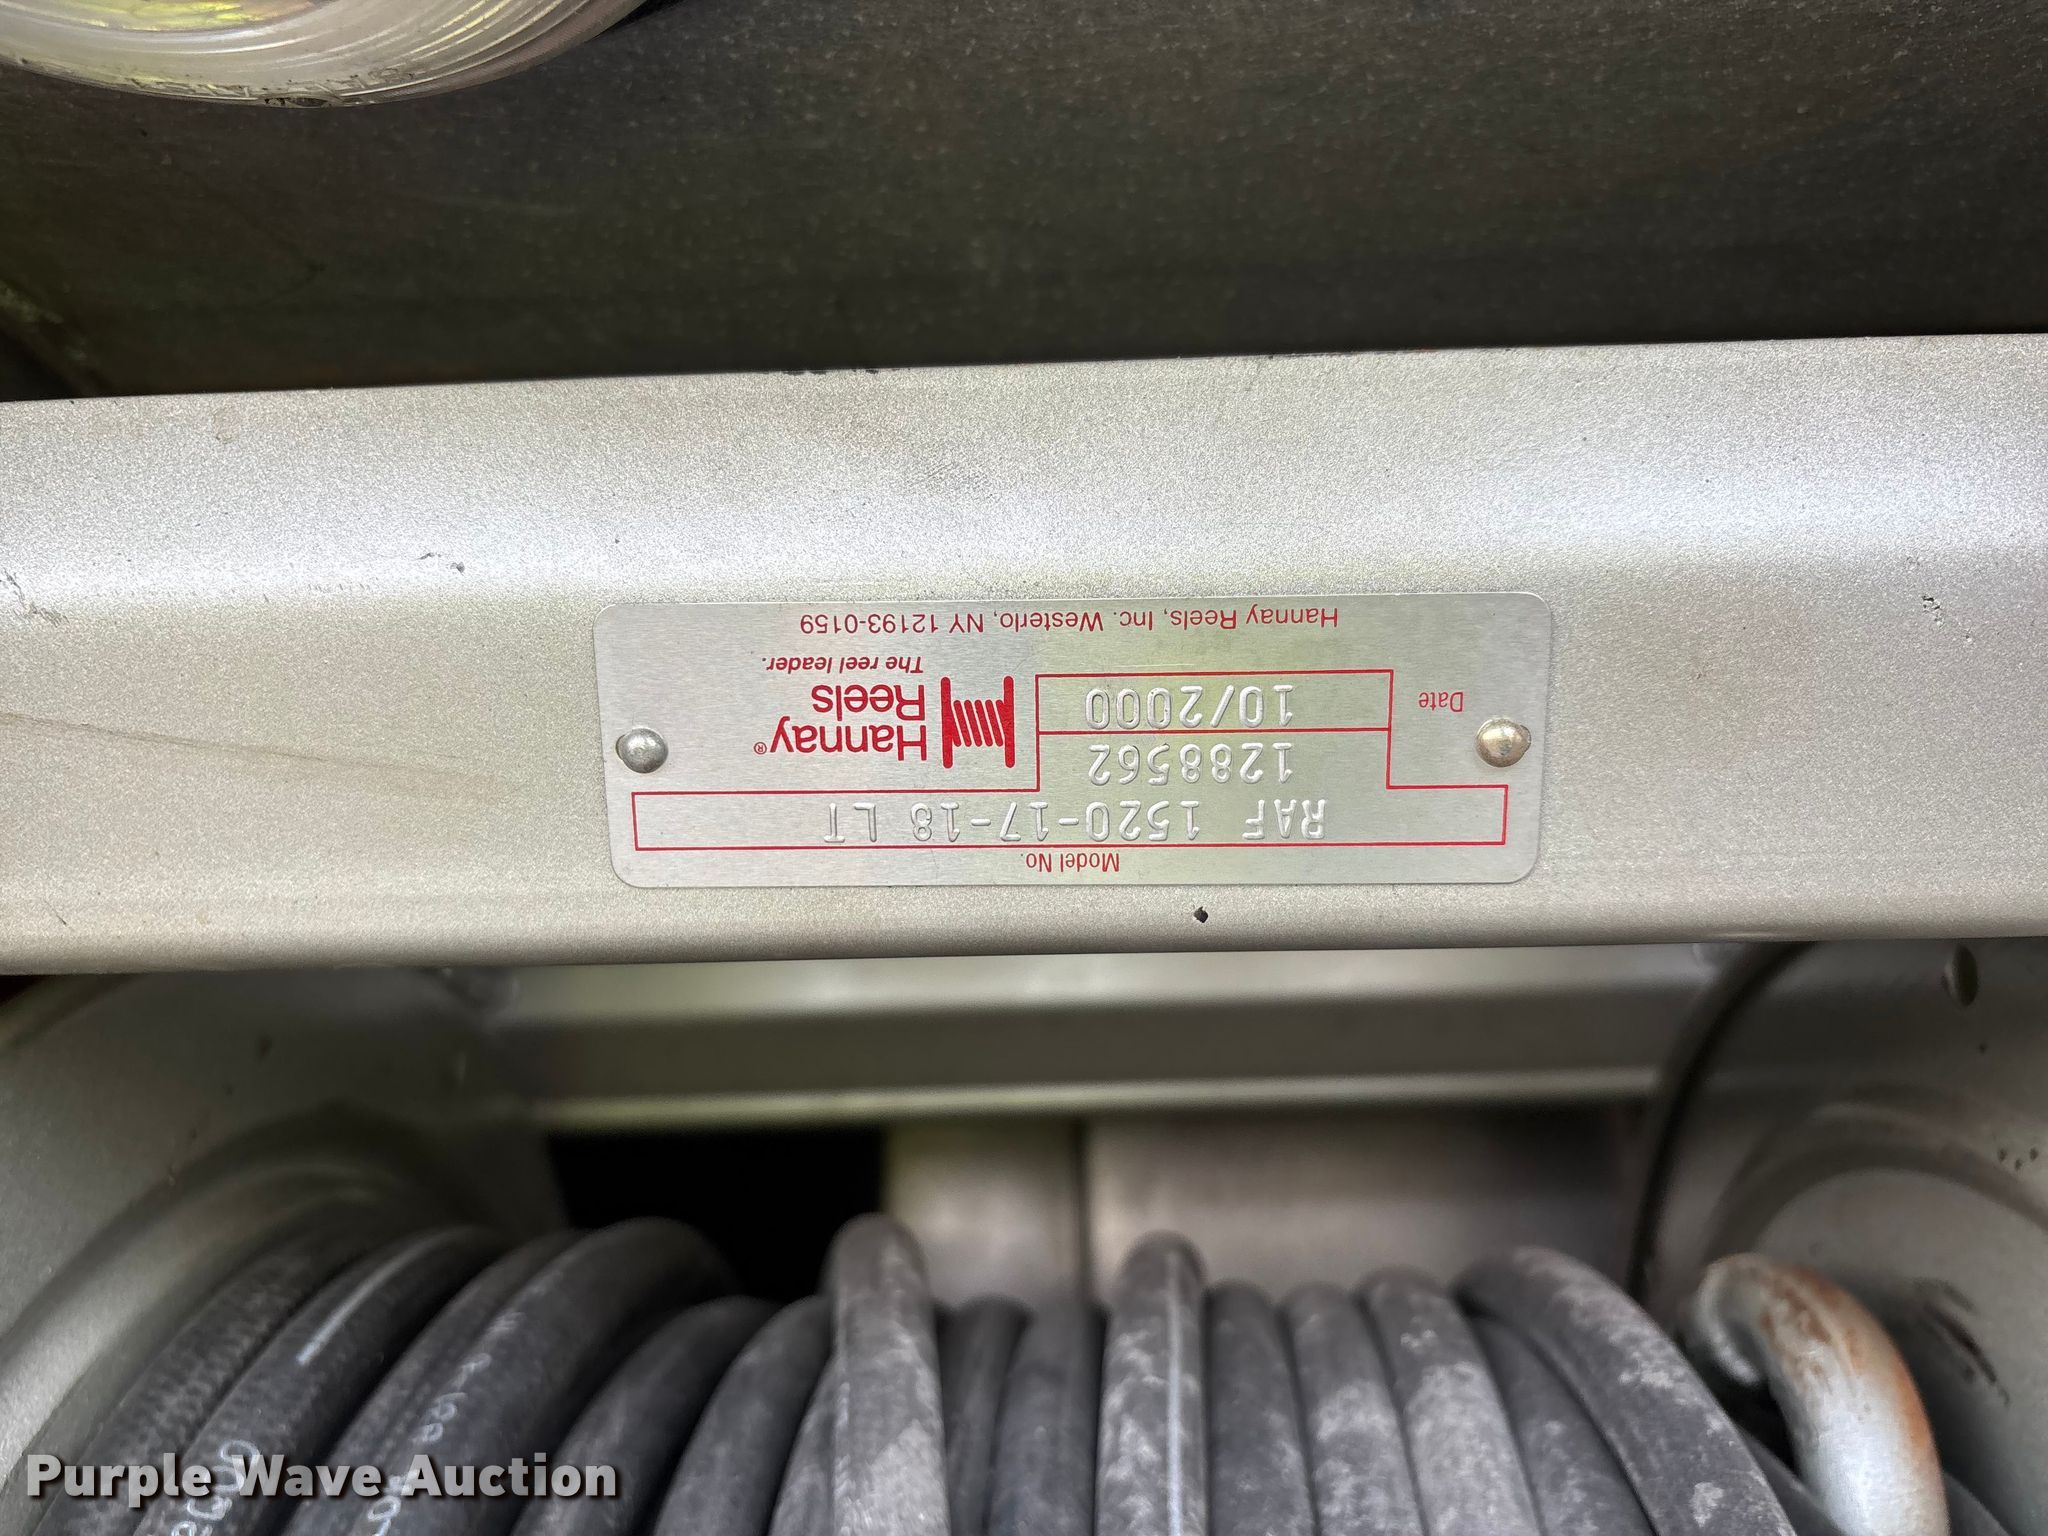 Model No.
RAF 1520-17-18 LT
1288562
Date
10/2000
Hannay®
Reels
The reel leader.
Hannay Reels, Inc. Westerlo, NY 12193-0159
Purple Wave Auction